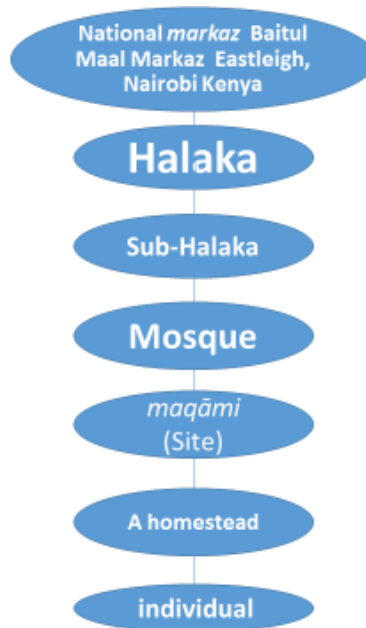 National markaz Baitul
Maal Markaz Eastleigh,
Nairobi Kenya
Halaka
Sub-Halaka
Mosque
maqāmi
(Site)
A homestead
individual